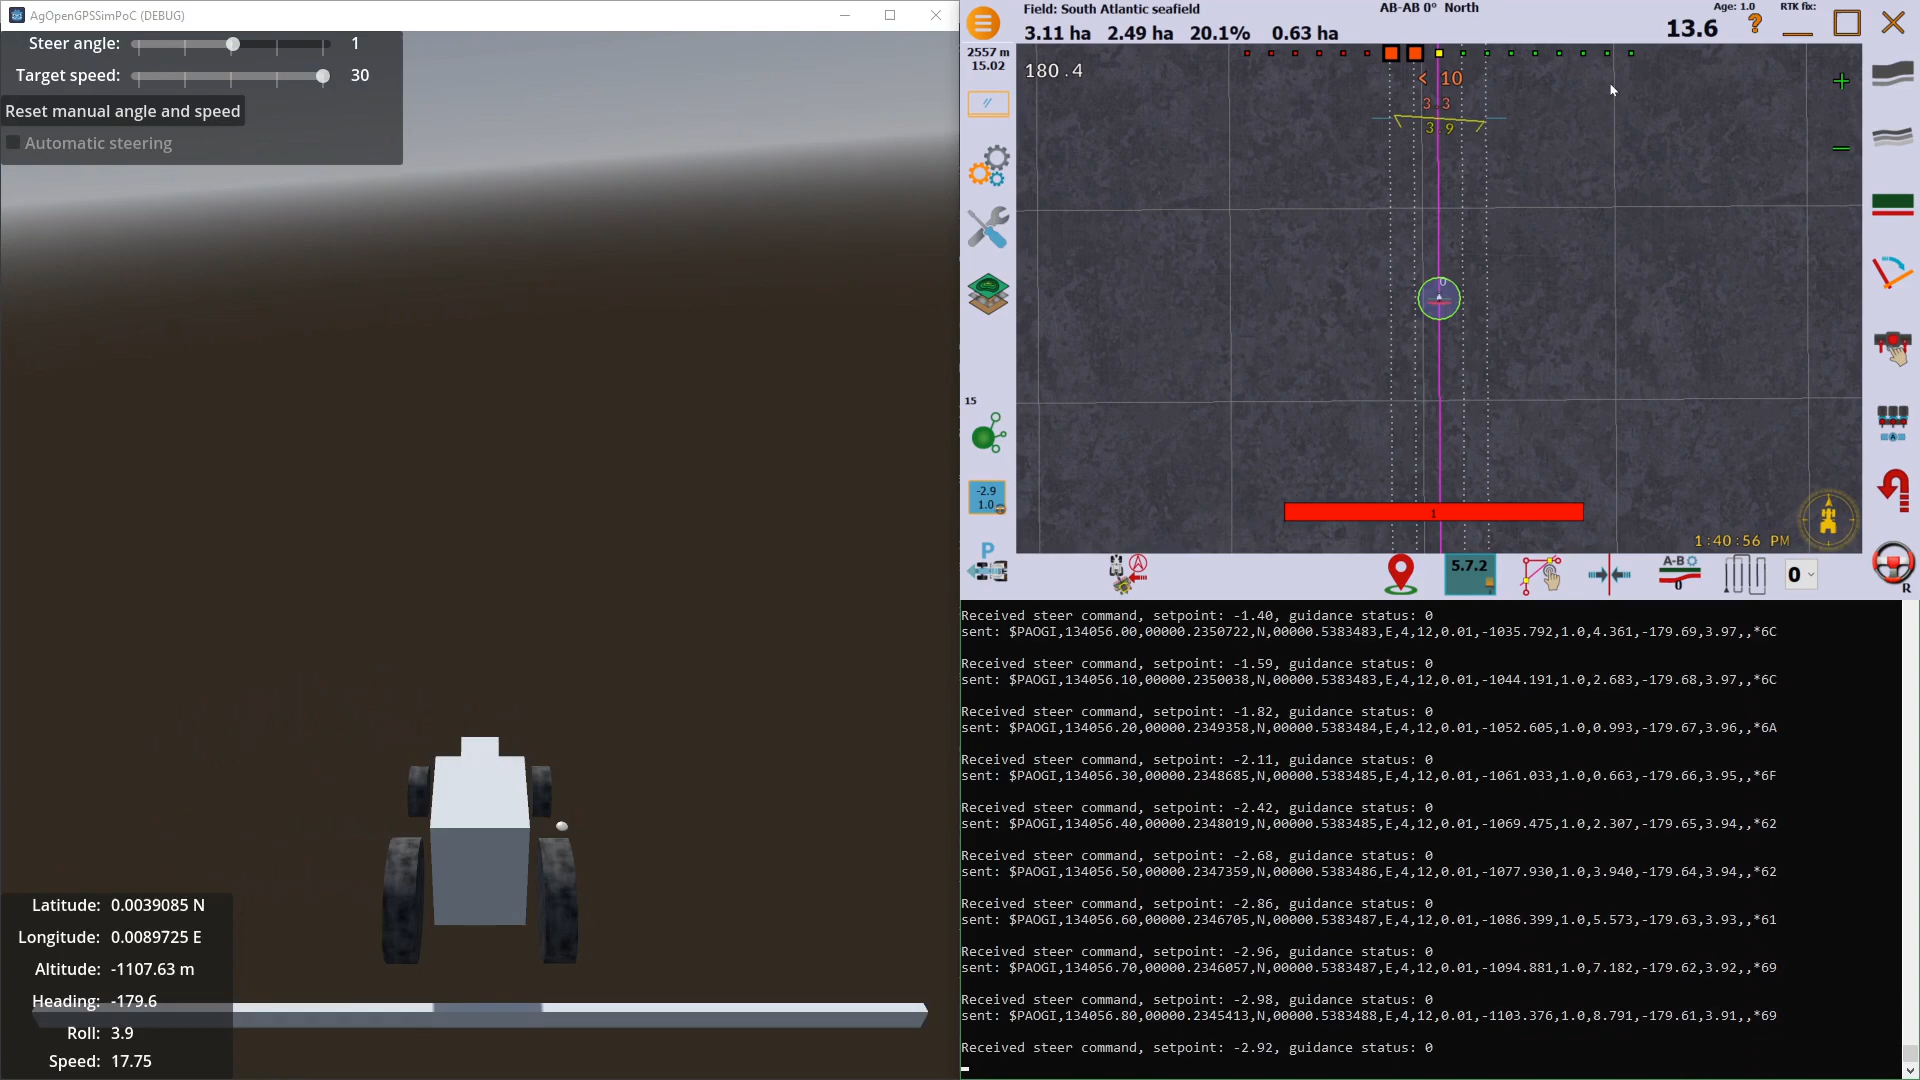 AgOpenGPSSimPoC (DEBUG)
Steer angle: 1
Target speed: 30
Reset manual angle and speed
Automatic steering
Latitude: 0.0039085 N
Longitude: 0.0089725 E
Altitude: -1107.63 m
Heading: -179.6
Roll: 3.9
Speed: 17.75
Field: South Atlantic seafield
AB-AB 0° North
Age: 1.0
RTK fix:
3.11 ha 2.49 ha 20.1% 0.63 ha
13.6
?
2557 m
15.02
180.4
< 10
3.3
3.9
+
−
0
15
-2.9
1.0
P
1
1:40:56 PM
A
5.7.2
A-B
0
0
R
Received steer command, setpoint: -1.40, guidance status: 0
sent: $PAOGI,134056.00,00000.2350722,N,00000.5383483,E,4,12,0.01,-1035.792,1.0,4.361,-179.69,3.97,,*6C
Received steer command, setpoint: -1.59, guidance status: 0
sent: $PAOGI,134056.10,00000.2350038,N,00000.5383483,E,4,12,0.01,-1044.191,1.0,2.683,-179.68,3.97,,*6C
Received steer command, setpoint: -1.82, guidance status: 0
sent: $PAOGI,134056.20,00000.2349358,N,00000.5383484,E,4,12,0.01,-1052.605,1.0,0.993,-179.67,3.96,,*6A
Received steer command, setpoint: -2.11, guidance status: 0
sent: $PAOGI,134056.30,00000.2348685,N,00000.5383485,E,4,12,0.01,-1061.033,1.0,0.663,-179.66,3.95,,*6F
Received steer command, setpoint: -2.42, guidance status: 0
sent: $PAOGI,134056.40,00000.2348019,N,00000.5383485,E,4,12,0.01,-1069.475,1.0,2.307,-179.65,3.94,,*62
Received steer command, setpoint: -2.68, guidance status: 0
sent: $PAOGI,134056.50,00000.2347359,N,00000.5383486,E,4,12,0.01,-1077.930,1.0,3.940,-179.64,3.94,,*62
Received steer command, setpoint: -2.86, guidance status: 0
sent: $PAOGI,134056.60,00000.2346705,N,00000.5383487,E,4,12,0.01,-1086.399,1.0,5.573,-179.63,3.93,,*61
Received steer command, setpoint: -2.96, guidance status: 0
sent: $PAOGI,134056.70,00000.2346057,N,00000.5383487,E,4,12,0.01,-1094.881,1.0,7.182,-179.62,3.92,,*69
Received steer command, setpoint: -2.98, guidance status: 0
sent: $PAOGI,134056.80,00000.2345413,N,00000.5383488,E,4,12,0.01,-1103.376,1.0,8.791,-179.61,3.91,,*69
Received steer command, setpoint: -2.92, guidance status: 0